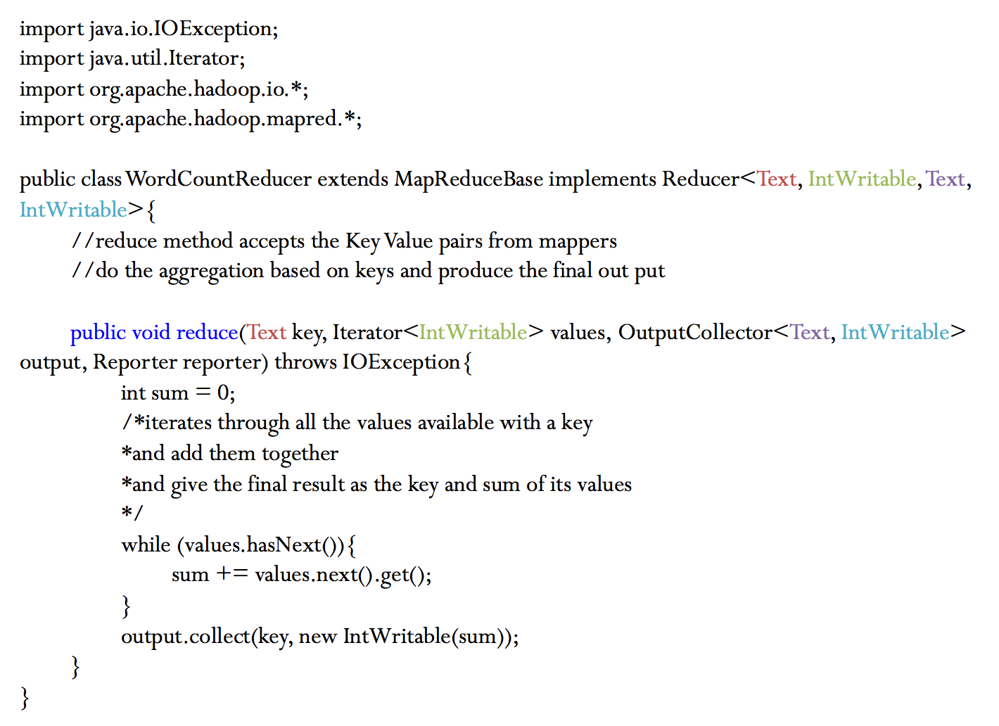 import java.io.IOException;
import java.util.Iterator;
import org.apache.hadoop.io.*;
import org.apache.hadoop.mapred.*;
public class WordCountReducer extends MapReduceBase implements Reducer<Text, IntWritable, Text,
IntWritable>{
//reduce method accepts the Key Value pairs from mappers
//do the aggregation based on keys and produce the final out put
public void reduce(Text key, Iterator<IntWritable> values, OutputCollector<Text, IntWritable>
output, Reporter reporter) throws IOException{
int sum = 0;
/*iterates through all the values available with a key
*and add them together
*and give the final result as the key and sum of its values
*/
while (values.hasNext()){
sum += values.next().get();
}
output.collect(key, new IntWritable(sum));
}
}